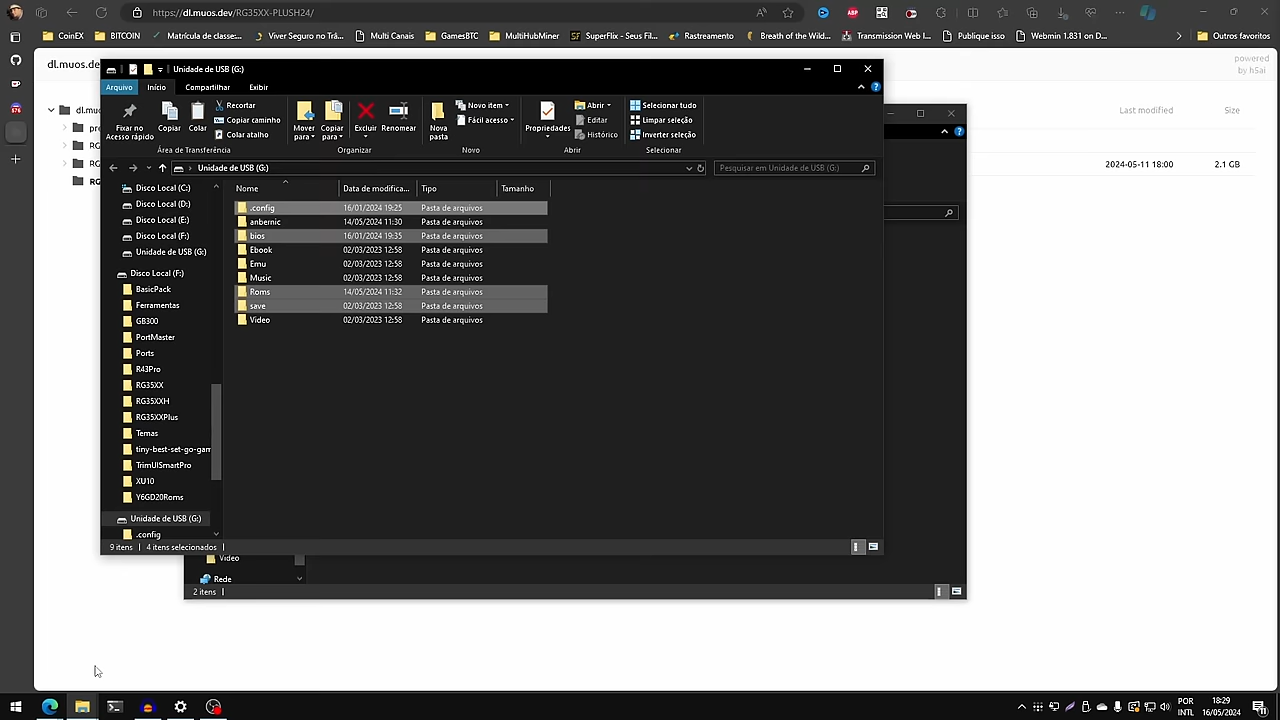 https://dl.muos.dev/RG35XX-PLUSH24/
CoinEX
BITCOIN
Matrícula de classe:...
Viver Seguro no Trâ...
Multi Canais
GamesBTC
MultiHubMiner
SuperFlix - Seus Fil...
Rastreamento
Breath of the Wild...
Transmission Web I...
Publique isso
Webmin 1.831 on D...
Outros favoritos
dl.muos.de
powered
by h5ai
dl.muo
pre
RG
RG
RG
Last modified
Size
2024-05-11 18:00
2.1 GB
Unidade de USB (G:)
Arquivo
Início
Compartilhar
Exibir
Fixar no
Acesso rápido
Copiar
Colar
Recortar
Copiar caminho
Colar atalho
Área de Transferência
Mover
para
Copiar
para
Excluir
Renomear
Organizar
Nova
pasta
Novo item
Fácil acesso
Novo
Propriedades
Abrir
Editar
Histórico
Abrir
Selecionar tudo
Limpar seleção
Inverter seleção
Selecionar
Unidade de USB (G:)
Pesquisar em Unidade de USB (G:)
Nome
Data de modifica...
Tipo
Tamanho
.config 16/01/2024 19:25 Pasta de arquivos
anbernic 14/05/2024 11:30 Pasta de arquivos
bios 16/01/2024 19:35 Pasta de arquivos
Ebook 02/03/2023 12:58 Pasta de arquivos
Emu 02/03/2023 12:58 Pasta de arquivos
Music 02/03/2023 12:58 Pasta de arquivos
Roms 14/05/2024 11:32 Pasta de arquivos
save 02/03/2023 12:58 Pasta de arquivos
Video 02/03/2023 12:58 Pasta de arquivos
Disco Local (C:)
Disco Local (D:)
Disco Local (E:)
Disco Local (F:)
Unidade de USB (G:)
Disco Local (F:)
BasicPack
Ferramentas
GB300
PortMaster
Ports
R43Pro
RG35XX
RG35XXH
RG35XXPlus
Temas
tiny-best-set-go-gam
TrimUISmartPro
XU10
Y6GD20Roms
Unidade de USB (G:)
.config
9 itens
4 itens selecionados
Video
Rede
2 itens
POR
INTL
18:29
16/05/2024